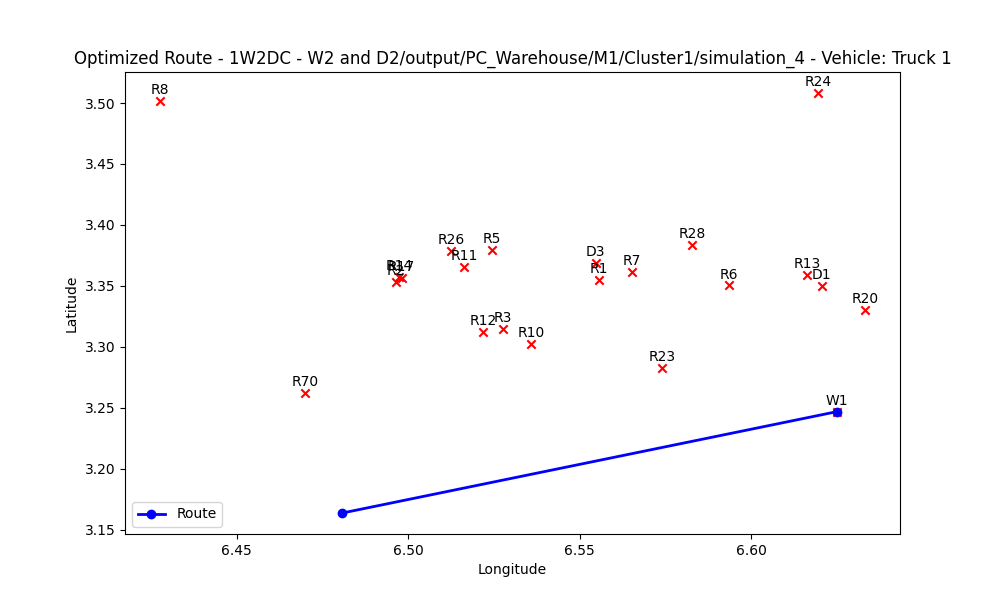 Optimized Route - 1W2DC - W2 and D2/output/PC_Warehouse/M1/Cluster1/simulation_4 - Vehicle: Truck 1
R8
R24
R26
R5
R28
R11
D3
R7
R13
R1
R6
D1
R20
R12
R3
R10
R23
R70
W1
Route
3.50
3.45
3.40
3.35
3.30
3.25
3.20
3.15
Latitude
6.45
6.50
6.55
6.60
Longitude